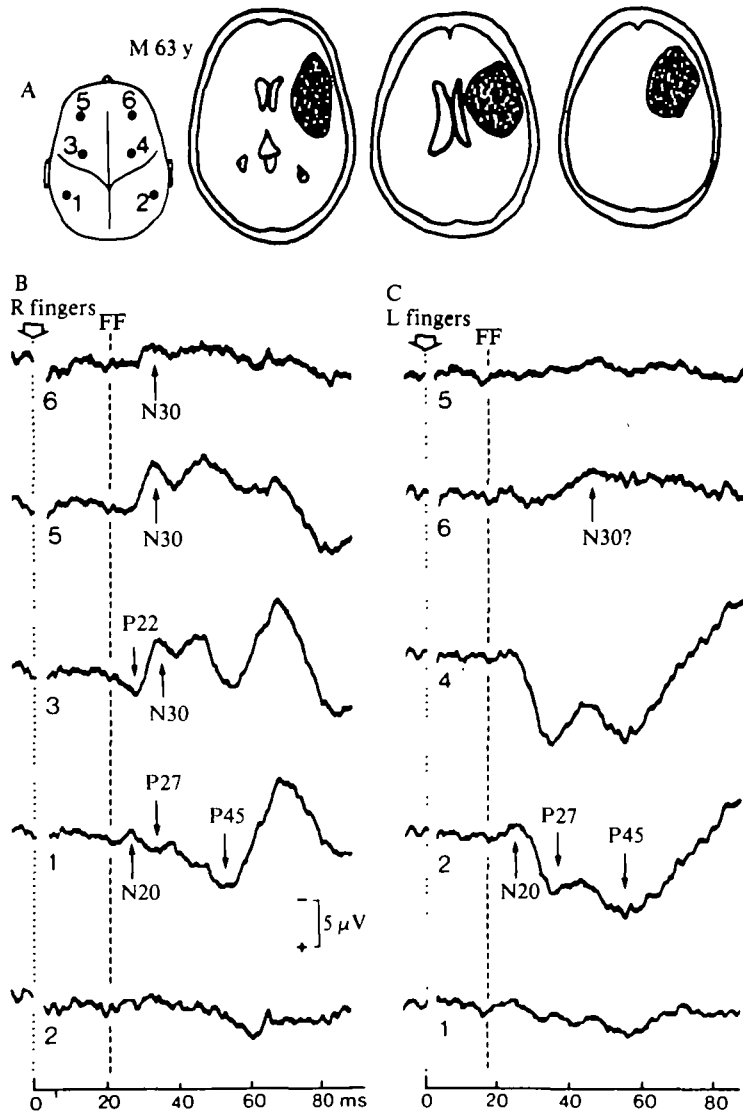 M 63 y
A
5 6
3 4
1 2
B
R fingers
FF
6
N30
5
N30
P22
3
N30
P27
P45
1
N20
− 5 µV
+
2
0 20 40 60 80 ms
C
L fingers
FF
5
6
N30?
4
P27
P45
2
N20
1
0 20 40 60 80